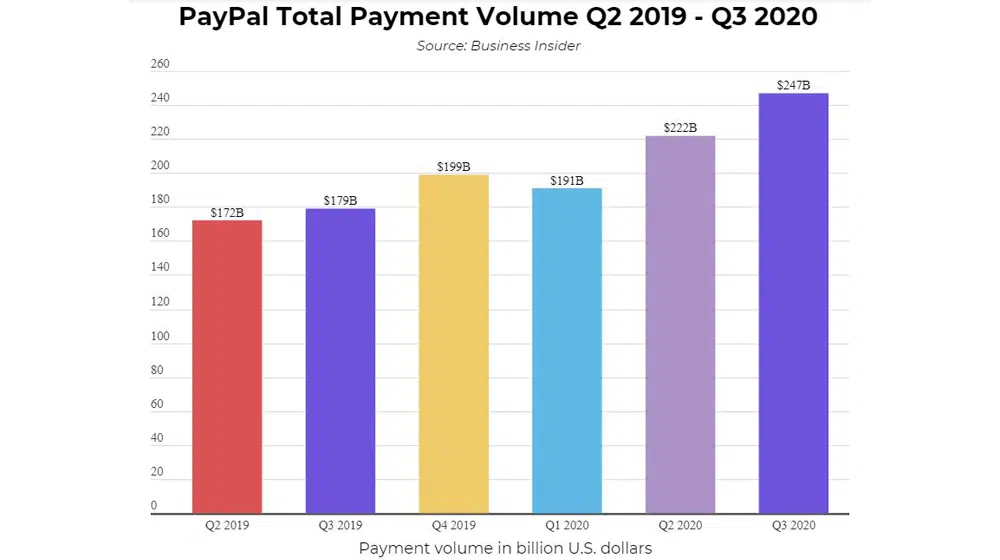 PayPal Total Payment Volume Q2 2019 - Q3 2020
Source: Business Insider
260
240
220
200
180
160
140
120
100
80
60
40
20
0
$172B
$179B
$199B
$191B
$222B
$247B
Q2 2019
Q3 2019
Q4 2019
Q1 2020
Q2 2020
Q3 2020
Payment volume in billion U.S. dollars